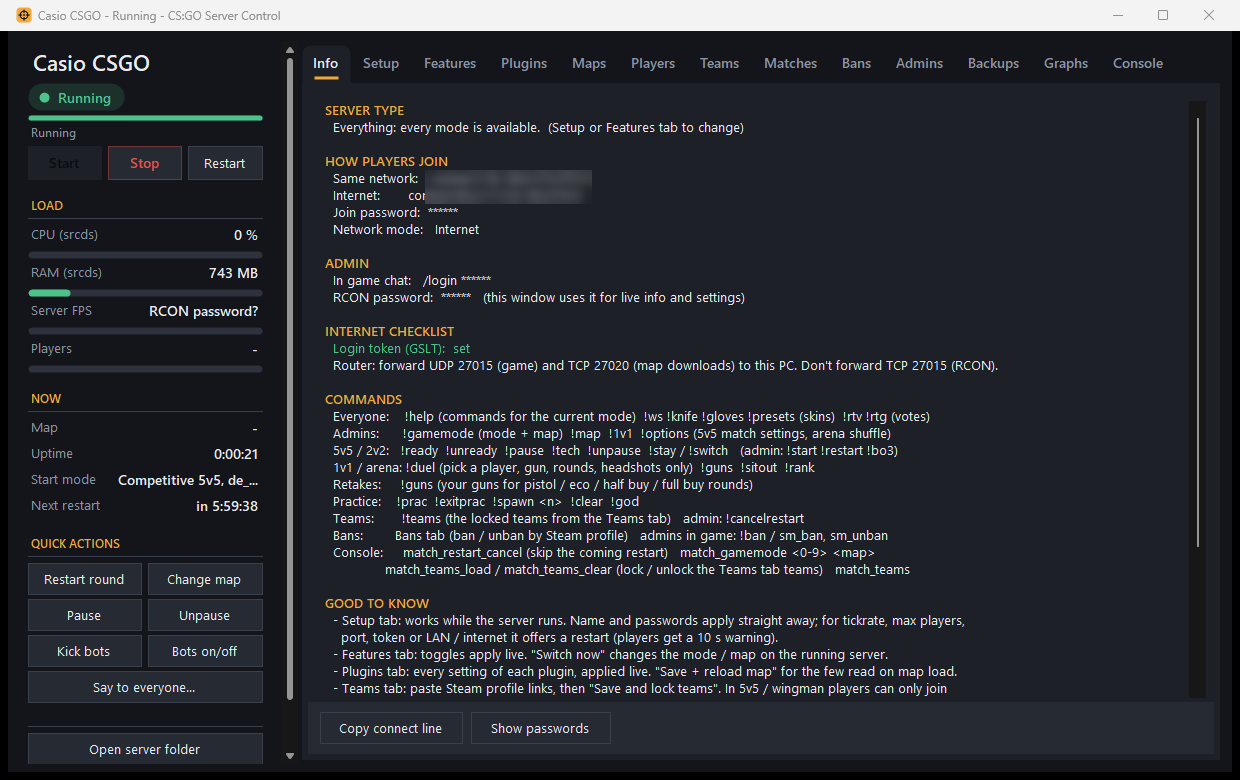 Casio CSGO - Running - CS:GO Server Control
Casio CSGO
Running
Running
Start
Stop
Restart
LOAD
CPU (srcds) 0 %
RAM (srcds) 743 MB
Server FPS RCON password?
Players -
NOW
Map -
Uptime 0:00:21
Start mode Competitive 5v5, de_...
Next restart in 5:59:38
QUICK ACTIONS
Restart round Change map
Pause Unpause
Kick bots Bots on/off
Say to everyone...
Open server folder
Info Setup Features Plugins Maps Players Teams Matches Bans Admins Backups Graphs Console
SERVER TYPE
Everything: every mode is available. (Setup or Features tab to change)
HOW PLAYERS JOIN
Same network:
Internet:
Join password: ******
Network mode: Internet
ADMIN
In game chat: /login ******
RCON password: ****** (this window uses it for live info and settings)
INTERNET CHECKLIST
Login token (GSLT): set
Router: forward UDP 27015 (game) and TCP 27020 (map downloads) to this PC. Don't forward TCP 27015 (RCON).
COMMANDS
Everyone: !help (commands for the current mode) !ws !knife !gloves !presets (skins) !rtv !rtg (votes)
Admins: !gamemode (mode + map) !map !1v1 !options (5v5 match settings, arena shuffle)
5v5 / 2v2: !ready !unready !pause !tech !unpause !stay / !switch (admin: !start !restart !bo3)
1v1 / arena: !duel (pick a player, gun, rounds, headshots only) !guns !sitout !rank
Retakes: !guns (your guns for pistol / eco / half buy / full buy rounds)
Practice: !prac !exitprac !spawn <n> !clear !god
Teams: !teams (the locked teams from the Teams tab) admin: !cancelrestart
Bans: Bans tab (ban / unban by Steam profile) admins in game: !ban / sm_ban, sm_unban
Console: match_restart_cancel (skip the coming restart) match_gamemode <0-9> <map>
match_teams_load / match_teams_clear (lock / unlock the Teams tab teams) match_teams
GOOD TO KNOW
- Setup tab: works while the server runs. Name and passwords apply straight away; for tickrate, max players,
port, token or LAN / internet it offers a restart (players get a 10 s warning).
- Features tab: toggles apply live. "Switch now" changes the mode / map on the running server.
- Plugins tab: every setting of each plugin, applied live. "Save + reload map" for the few read on map load.
- Teams tab: paste Steam profile links, then "Save and lock teams". In 5v5 / wingman players can only join
Copy connect line
Show passwords